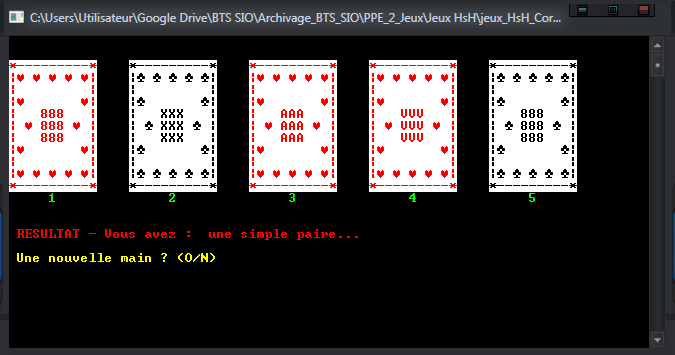 C:\Users\Utilisateur\Google Drive\BTS SIO\Archivage_BTS_SIO\PPE_2_Jeux\Jeux HsH\jeux_HsH_Cor...
888 XXX AAA VVV 888
888 XXX AAA VVV 888
888 XXX AAA VVV 888
1 2 3 4 5
RESULTAT - Vous avez : une simple paire...
Une nouvelle main ? (O/N)